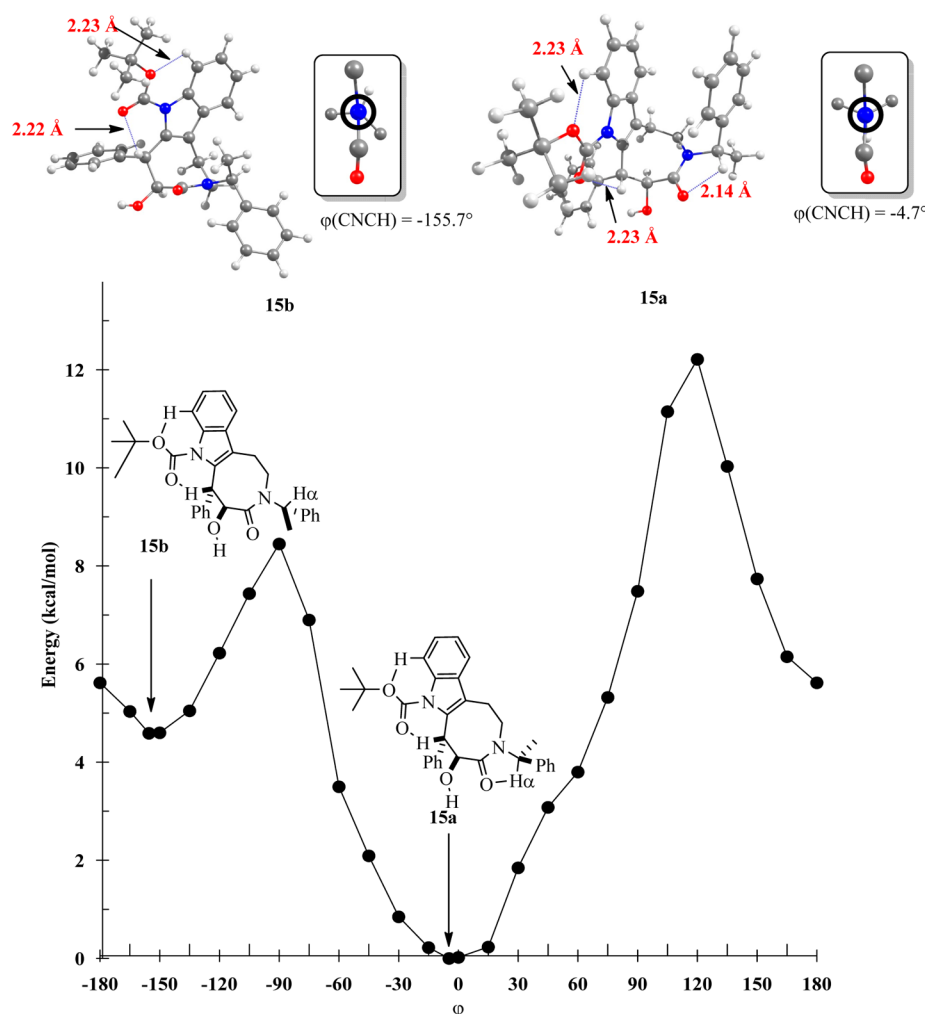 2.23 Å
2.22 Å
φ(CNCH) = -155.7°
15b
2.23 Å
2.14 Å
2.23 Å
φ(CNCH) = -4.7°
15a
Energy (kcal/mol)
12
10
8
6
4
2
0
H
O
N
O
H
Ph
O
H
O
N
Hα
Ph
15b
H
O
N
O
H
Ph
O
H
O
N
Ph
Hα
15a
-180 -150 -120 -90 -60 -30 0 30 60 90 120 150 180
φ